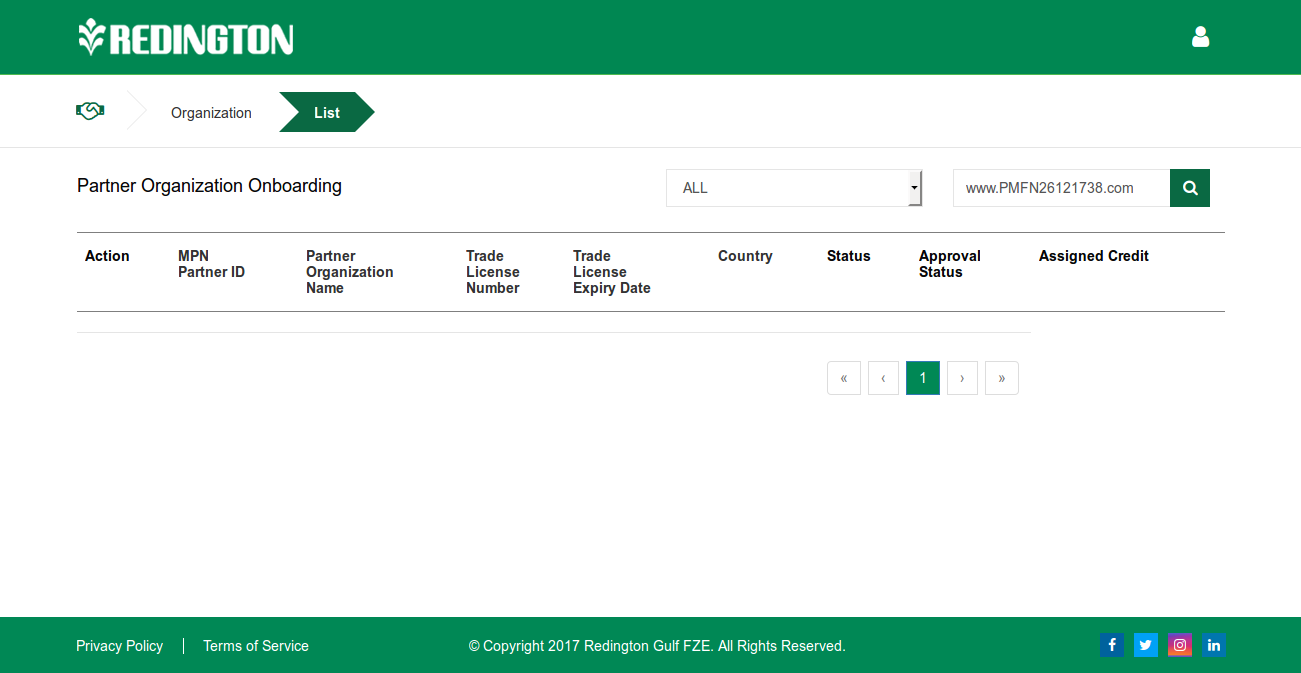 REDINGTON
Organization
List
Partner Organization Onboarding
ALL
www.PMFN26121738.com
Action
MPN
Partner ID
Partner
Organization
Name
Trade
License
Number
Trade
License
Expiry Date
Country
Status
Approval
Status
Assigned Credit
« ‹ 1 › »
Privacy Policy
Terms of Service
© Copyright 2017 Redington Gulf FZE. All Rights Reserved.